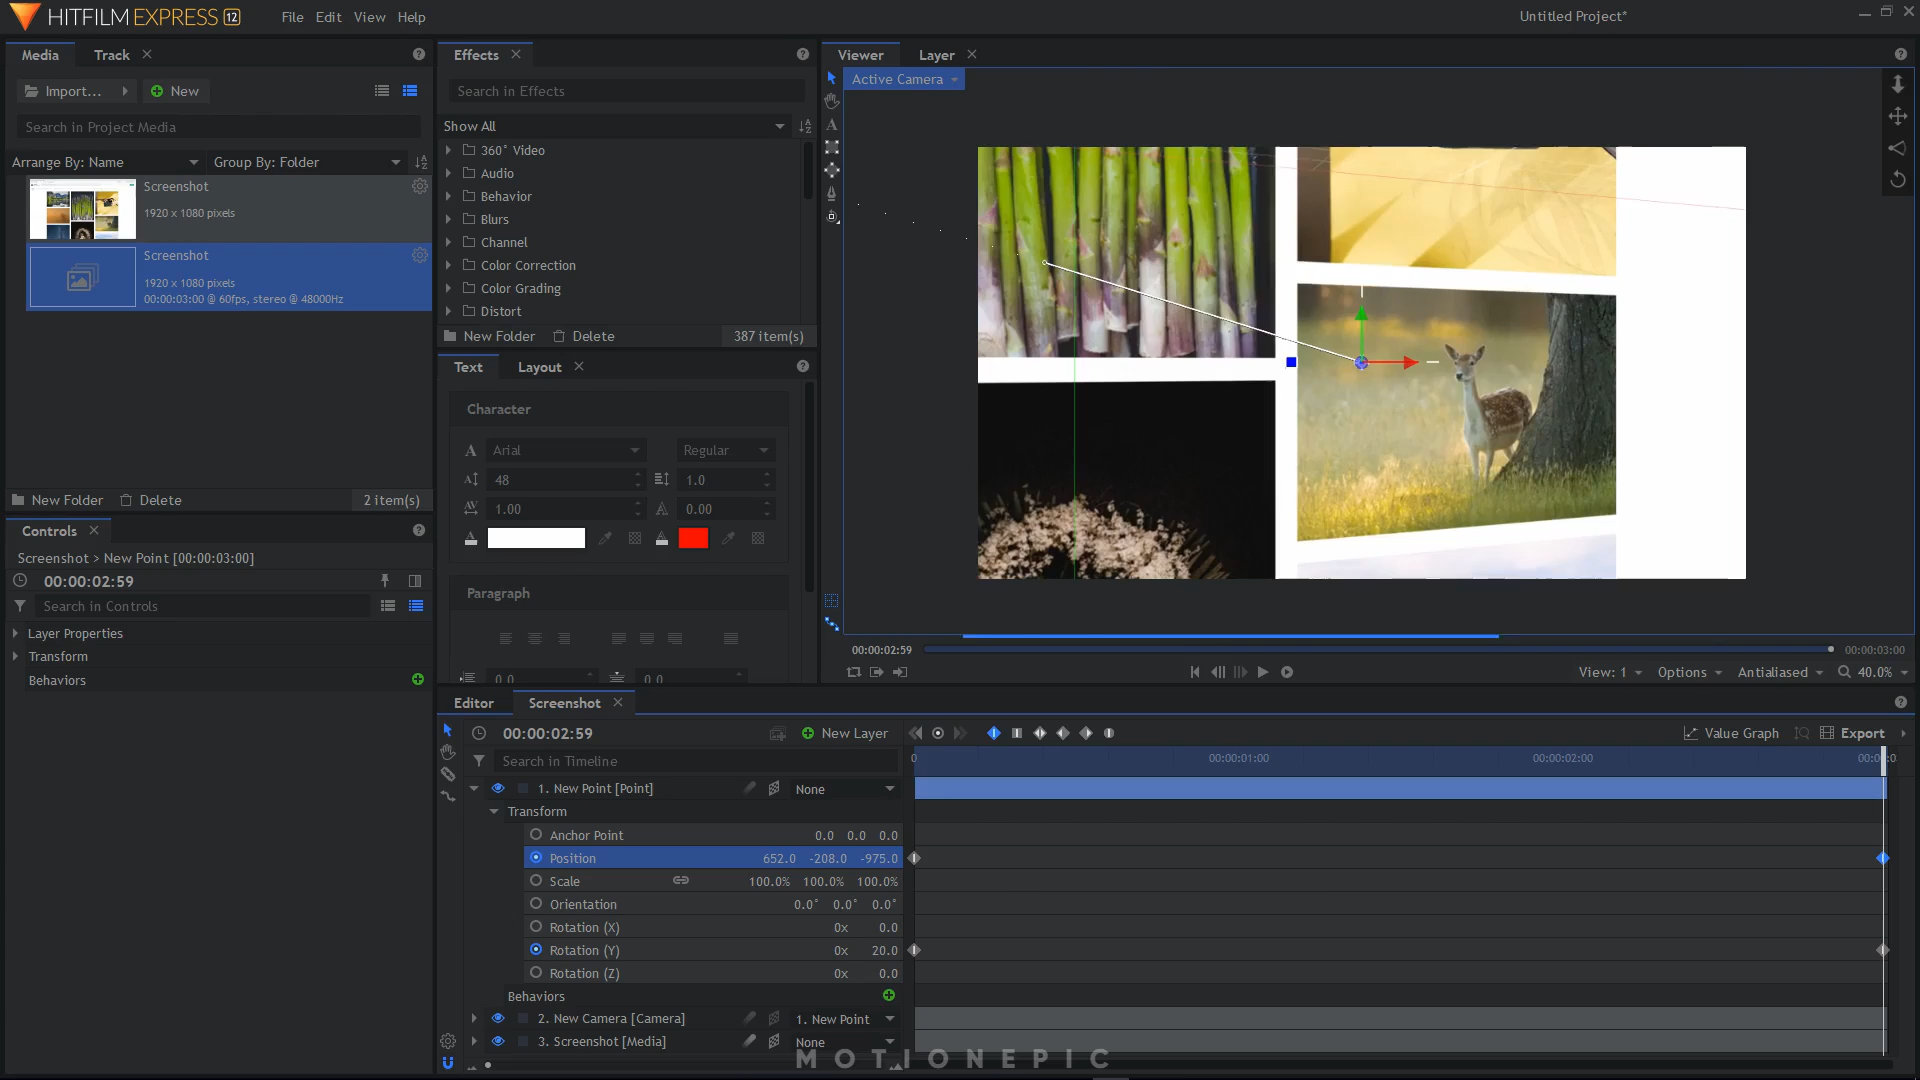 HITFILM EXPRESS 12
File Edit View Help
Untitled Project*
Media
Track
Import...
New
Search in Project Media
Arrange By: Name
Group By: Folder
Screenshot
1920 x 1080 pixels
Screenshot
1920 x 1080 pixels
00:00:03:00 @ 60fps, stereo @ 48000Hz
New Folder
Delete
2 item(s)
Controls
Screenshot > New Point [00:00:03:00]
00:00:02:59
Search in Controls
Layer Properties
Transform
Behaviors
Effects
Search in Effects
Show All
360° Video
Audio
Behavior
Blurs
Channel
Color Correction
Color Grading
Distort
New Folder
Delete
387 item(s)
Text
Layout
Character
Arial
Regular
48
1.0
1.00
0.00
Paragraph
0.0
0.0
Viewer
Layer
Active Camera
00:00:02:59
00:00:03:00
View: 1
Options
Antialiased
40.0%
Editor
Screenshot
00:00:02:59
New Layer
Value Graph
Export
Search in Timeline
0
00:00:01:00
00:00:02:00
1. New Point [Point]
None
Transform
Anchor Point 0.0 0.0 0.0
Position 652.0 -208.0 -975.0
Scale 100.0% 100.0% 100.0%
Orientation 0.0° 0.0° 0.0°
Rotation (X) 0x 0.0
Rotation (Y) 0x 20.0
Rotation (Z) 0x 0.0
Behaviors
2. New Camera [Camera]
1. New Point
3. Screenshot [Media]
None
MOTIONEPIC